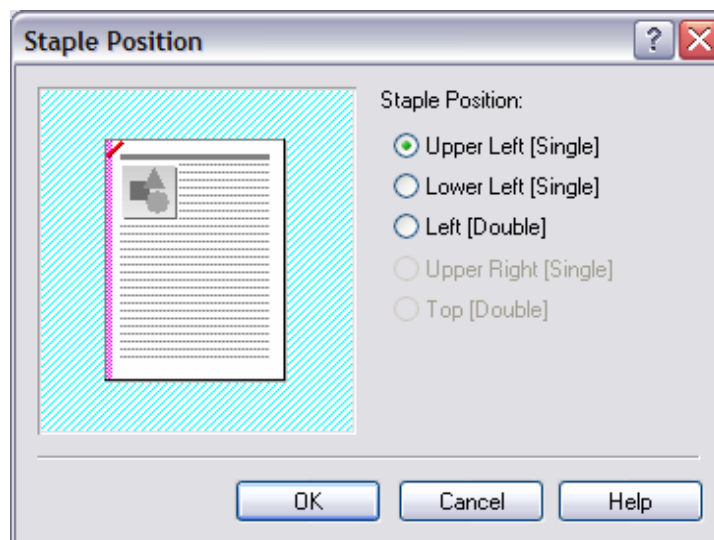 Staple Position
Staple Position:
Upper Left [Single]
Lower Left [Single]
Left [Double]
Upper Right [Single]
Top [Double]
OK
Cancel
Help